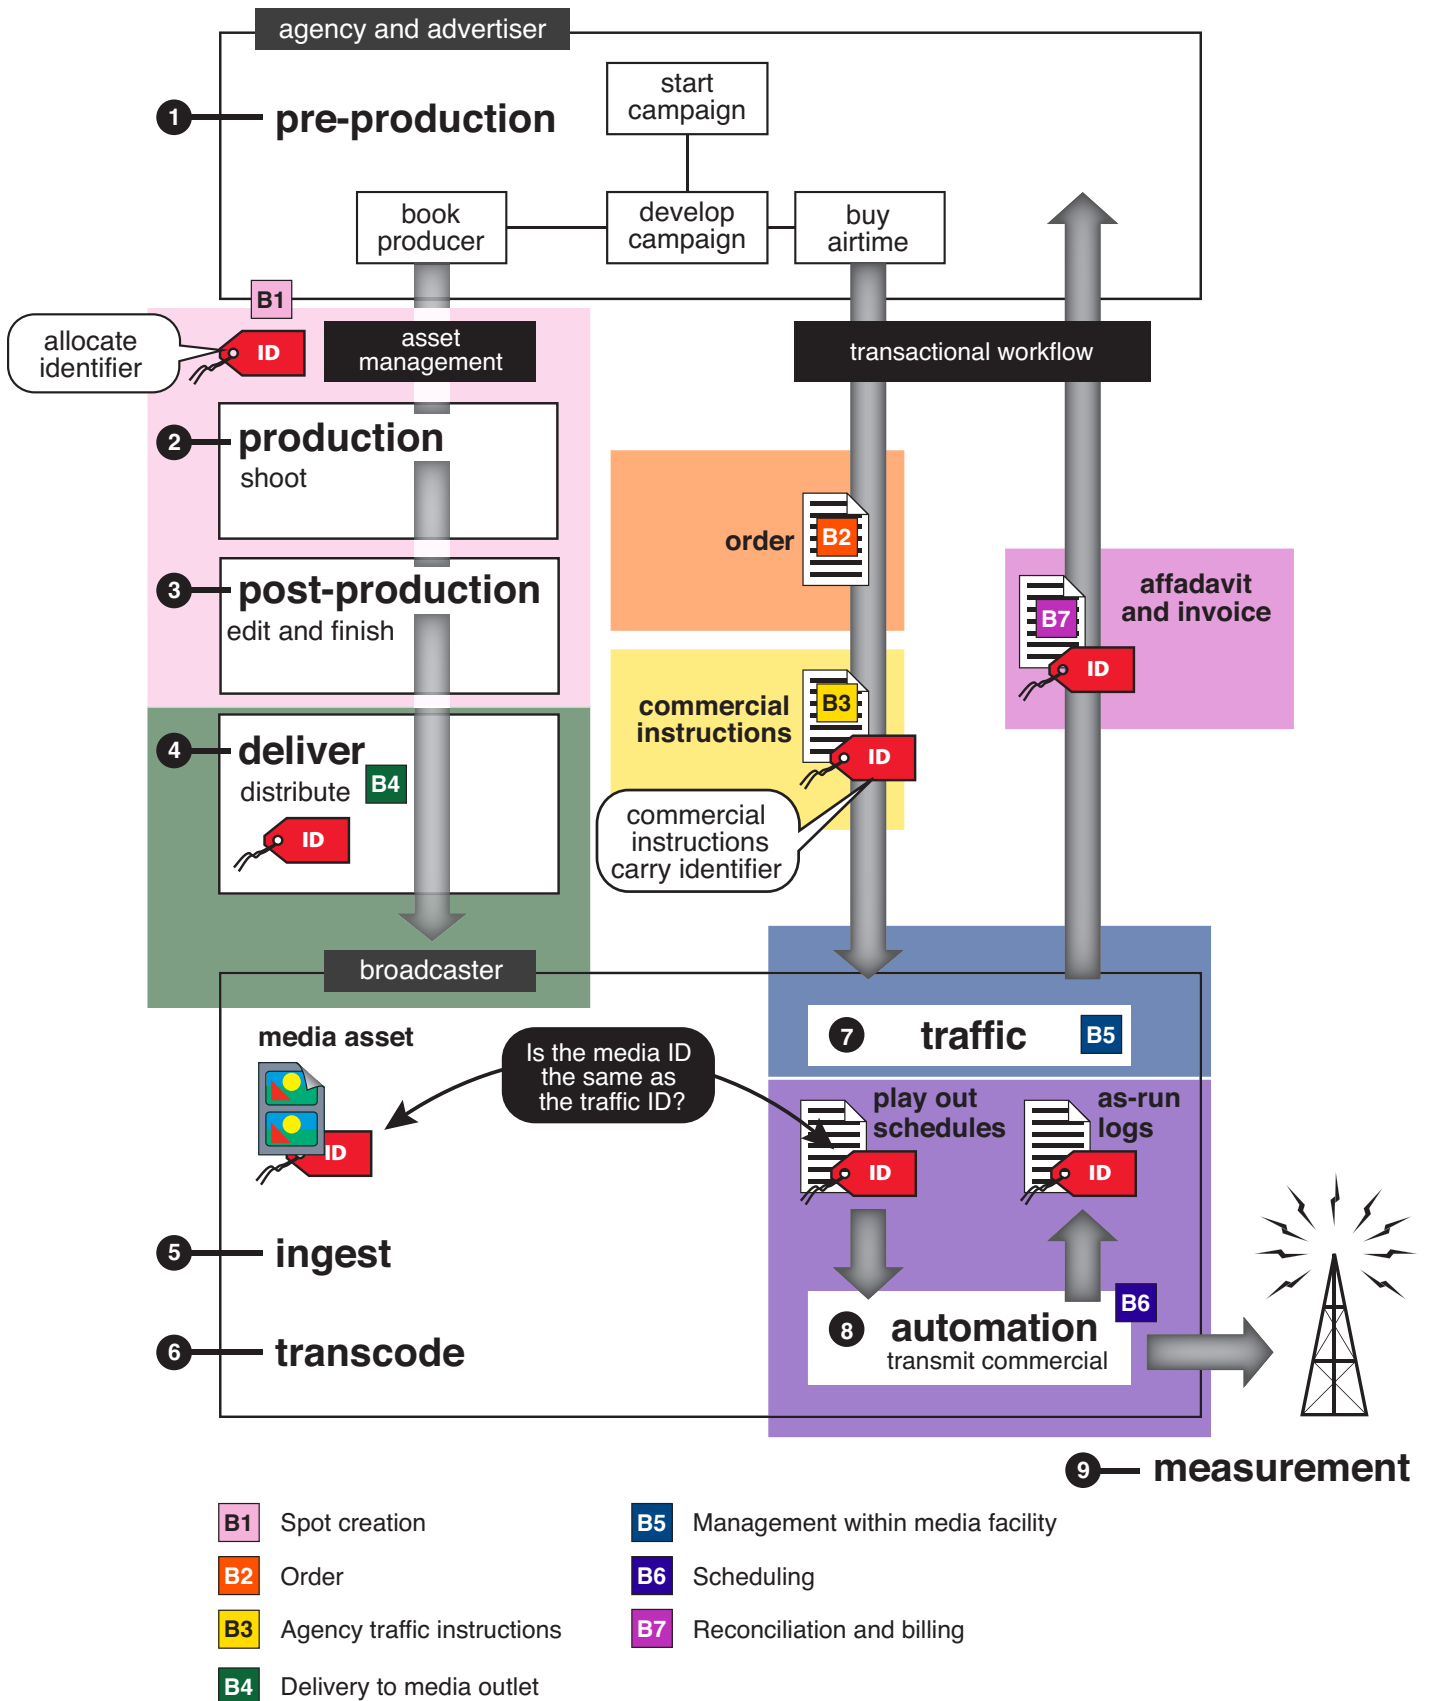 agency and advertiser
1
pre-production
start
campaign
book
producer
develop
campaign
buy
airtime
B1
allocate
identifier
ID
asset
management
transactional workflow
2
production
shoot
order
B2
3
post-production
edit and finish
B7
affadavit
and invoice
ID
commercial
instructions
B3
ID
commercial
instructions
carry identifier
4
deliver
distribute
B4
ID
broadcaster
media asset
ID
Is the media ID
the same as
the traffic ID?
7
traffic
B5
play out
schedules
ID
as-run
logs
ID
5
ingest
6
transcode
B6
8
automation
transmit commercial
9
measurement
B1
Spot creation
B2
Order
B3
Agency traffic instructions
B4
Delivery to media outlet
B5
Management within media facility
B6
Scheduling
B7
Reconciliation and billing